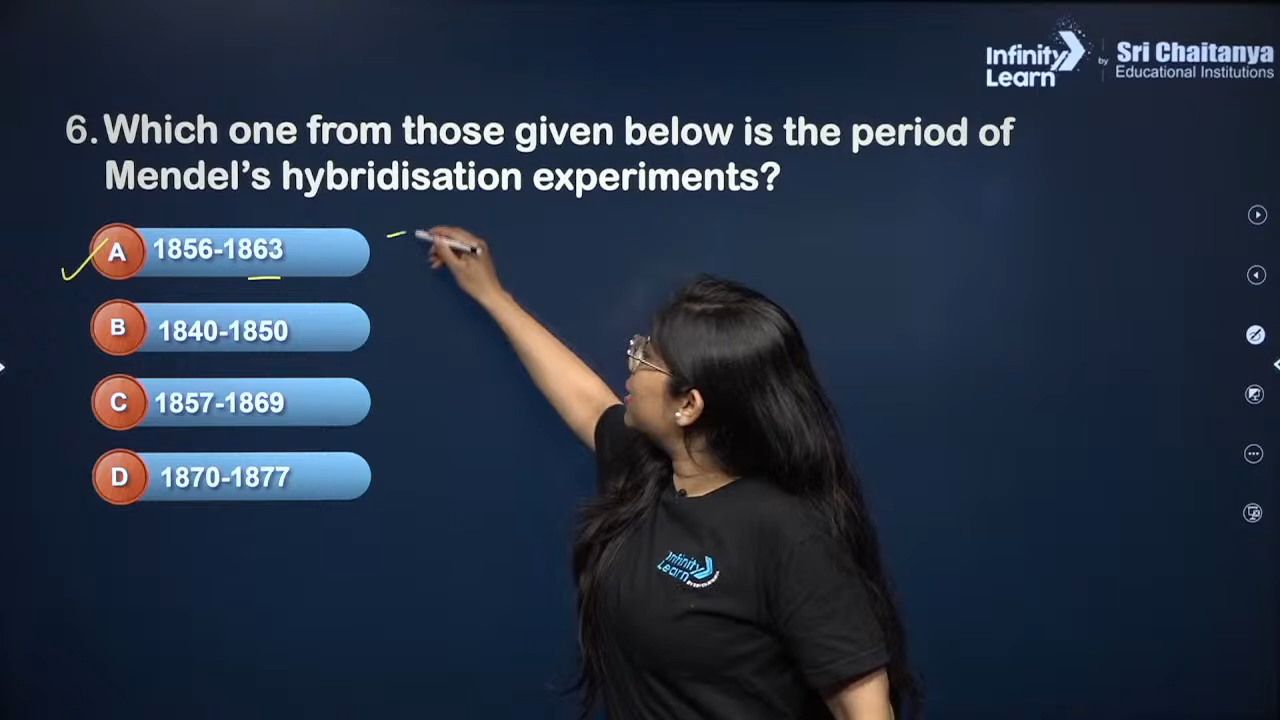 Infinity Learn by Sri Chaitanya Educational Institutions
6. Which one from those given below is the period of
Mendel's hybridisation experiments?
A 1856-1863
B 1840-1850
C 1857-1869
D 1870-1877
Infinity
Learn